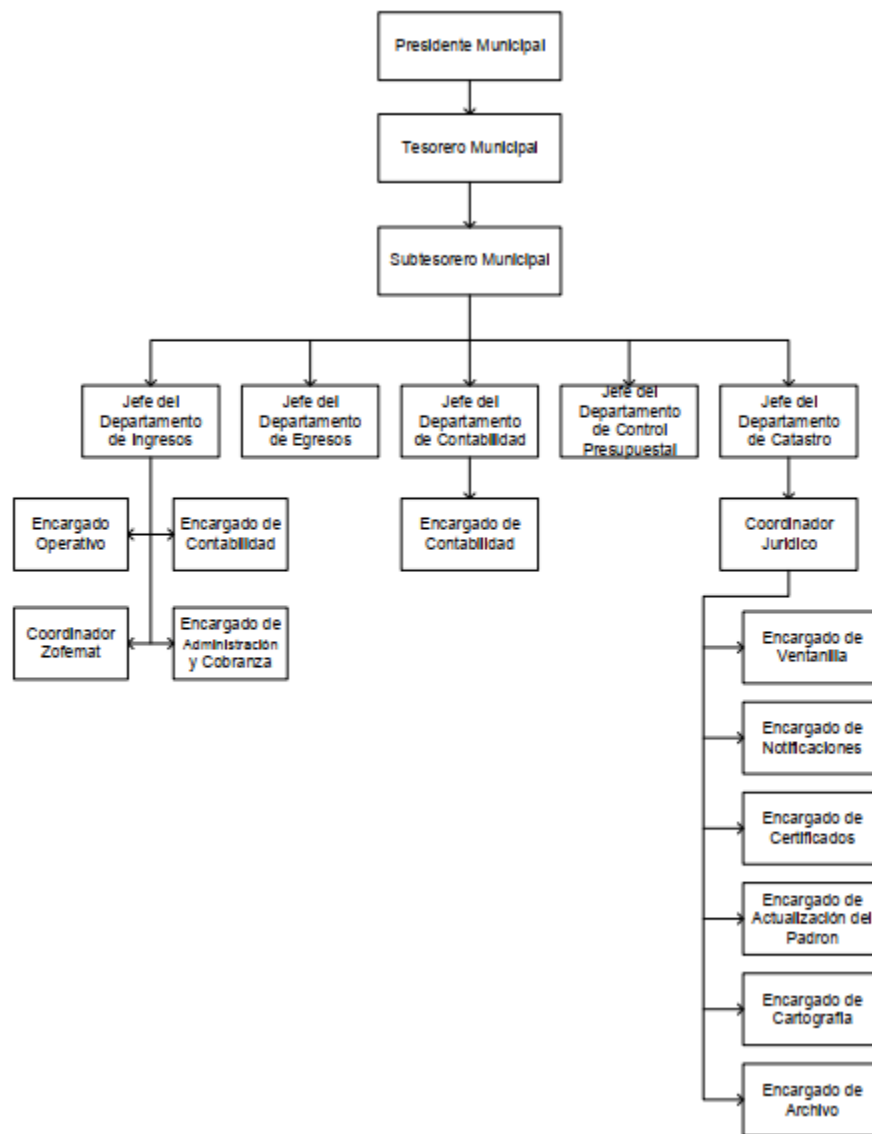 Presidente Municipal
Tesorero Municipal
Subtesorero Municipal
Jefe del
Departamento
de Ingresos
Jefe del
Departamento
de Egresos
Jefe del
Departamento
de Contabilidad
Jefe del
Departamento
de Control
Presupuestal
Jefe del
Departamento
de Catastro
Encargado
Operativo
Encargado de
Contabilidad
Encargado de
Contabilidad
Coordinador
Jurídico
Coordinador
Zofemat
Encargado de
Administración
y Cobranza
Encargado de
Ventanilla
Encargado de
Notificaciones
Encargado de
Certificados
Encargado de
Actualización del
Padron
Encargado de
Cartografía
Encargado de
Archivo